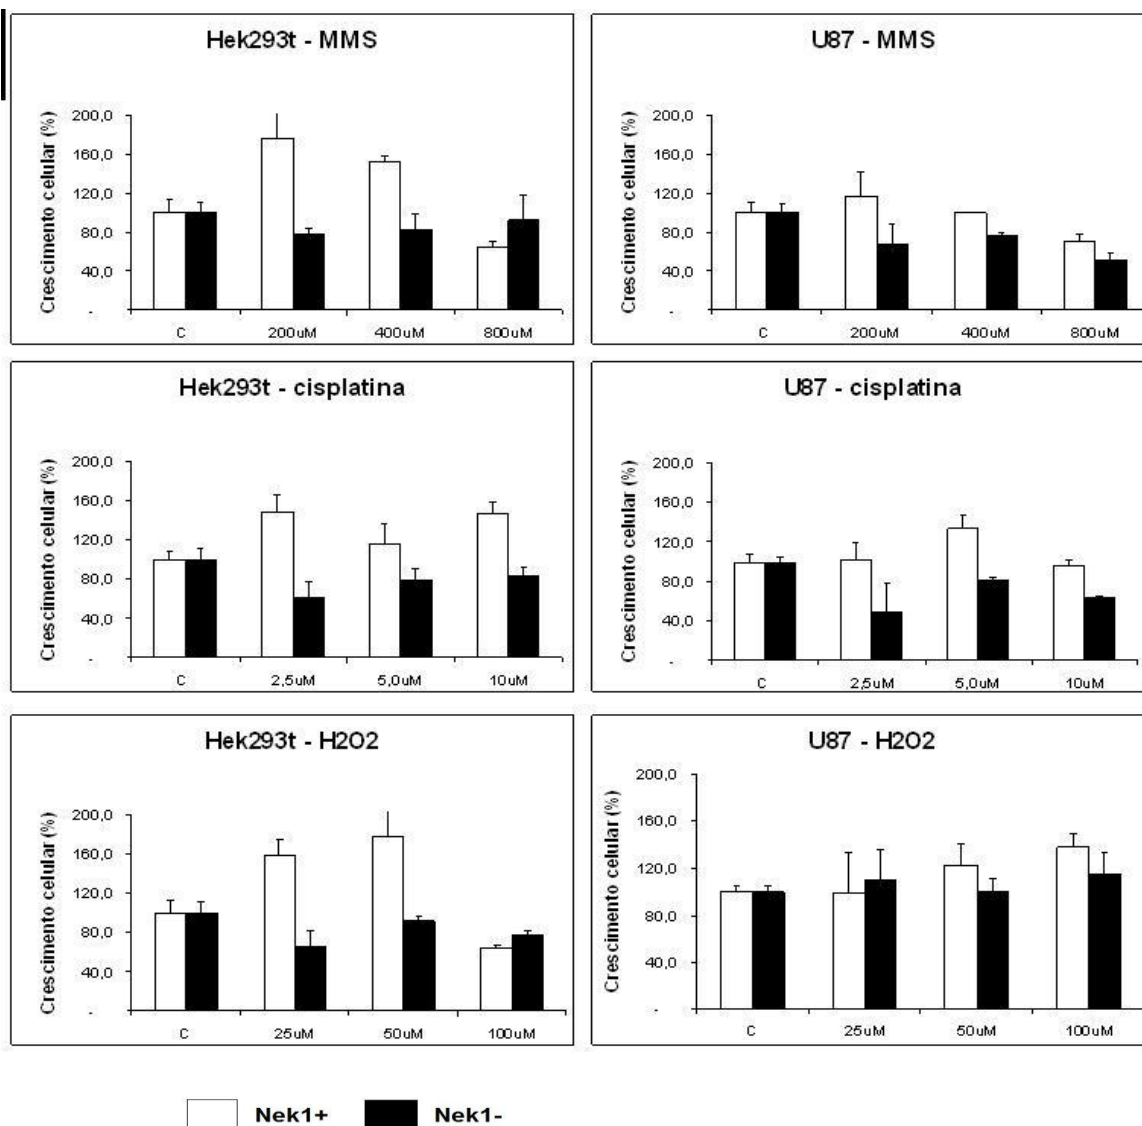 Hek293t - MMS
Crescimento celular (%)
200,0
160,0
120,0
80,0
40,0
-
C 200uM 400uM 800uM
U87 - MMS
Crescimento celular (%)
200,0
160,0
120,0
80,0
40,0
-
C 200uM 400uM 800uM
Hek293t - cisplatina
Crescimento celular (%)
200,0
160,0
120,0
80,0
40,0
-
C 2,5uM 5,0uM 10uM
U87 - cisplatina
Crescimento celular (%)
200,0
160,0
120,0
80,0
40,0
-
C 2,5uM 5,0uM 10uM
Hek293t - H2O2
Crescimento celular (%)
200,0
160,0
120,0
80,0
40,0
-
C 25uM 50uM 100uM
U87 - H2O2
Crescimento celular (%)
200,0
160,0
120,0
80,0
40,0
-
C 25uM 50uM 100uM
Nek1+ Nek1-